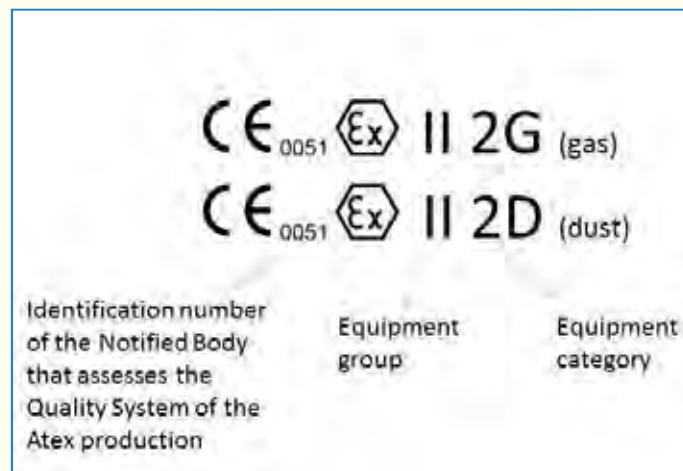 CE 0051 Ex II 2G (gas)
CE 0051 Ex II 2D (dust)
Identification number
of the Notified Body
that assesses the
Quality System of the
Atex production
Equipment
group
Equipment
category